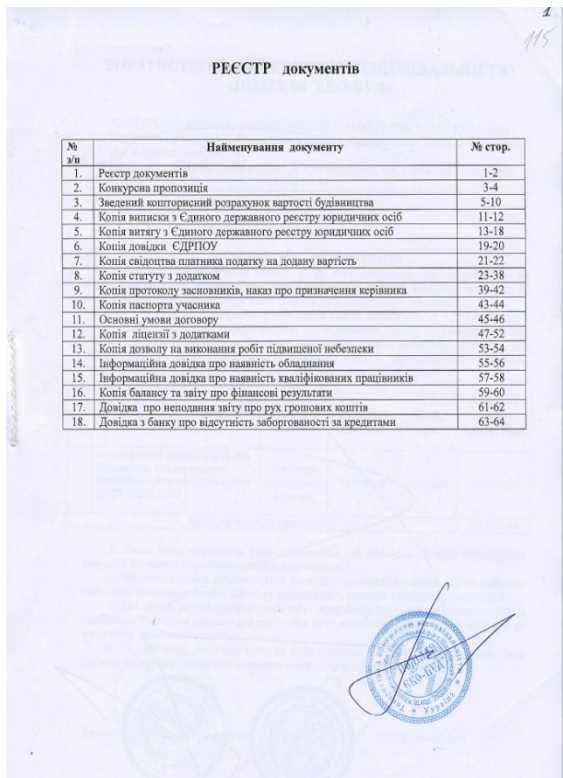 1
115
РЕЄСТР документів
№ з/п Найменування документу № стор.
1. Реєстр документів 1-2
2. Конкурсна пропозиція 3-4
3. Зведений кошторисний розрахунок вартості будівництва 5-10
4. Копія виписки з Єдиного державного реєстру юридичних осіб 11-12
5. Копія витягу з Єдиного державного реєстру юридичних осіб 13-18
6. Копія довідки ЄДРПОУ 19-20
7. Копія свідоцтва платника податку на додану вартість 21-22
8. Копія статуту з додатком 23-38
9. Копія протоколу засновників, наказ про призначення керівника 39-42
10. Копія паспорта учасника 43-44
11. Основні умови договору 45-46
12. Копія ліцензії з додатками 47-52
13. Копія дозволу на виконання робіт підвищеної небезпеки 53-54
14. Інформаційна довідка про наявність обладнання 55-56
15. Інформаційна довідка про наявність кваліфікованих працівників 57-58
16. Копія балансу та звіту про фінансові результати 59-60
17. Довідка про неподання звіту про рух грошових коштів 61-62
18. Довідка з банку про відсутність заборгованості за кредитами 63-64
Товариство з обмеженою відповідальністю
ПОДІЛЛЯ
ЄКО-БУД
Україна